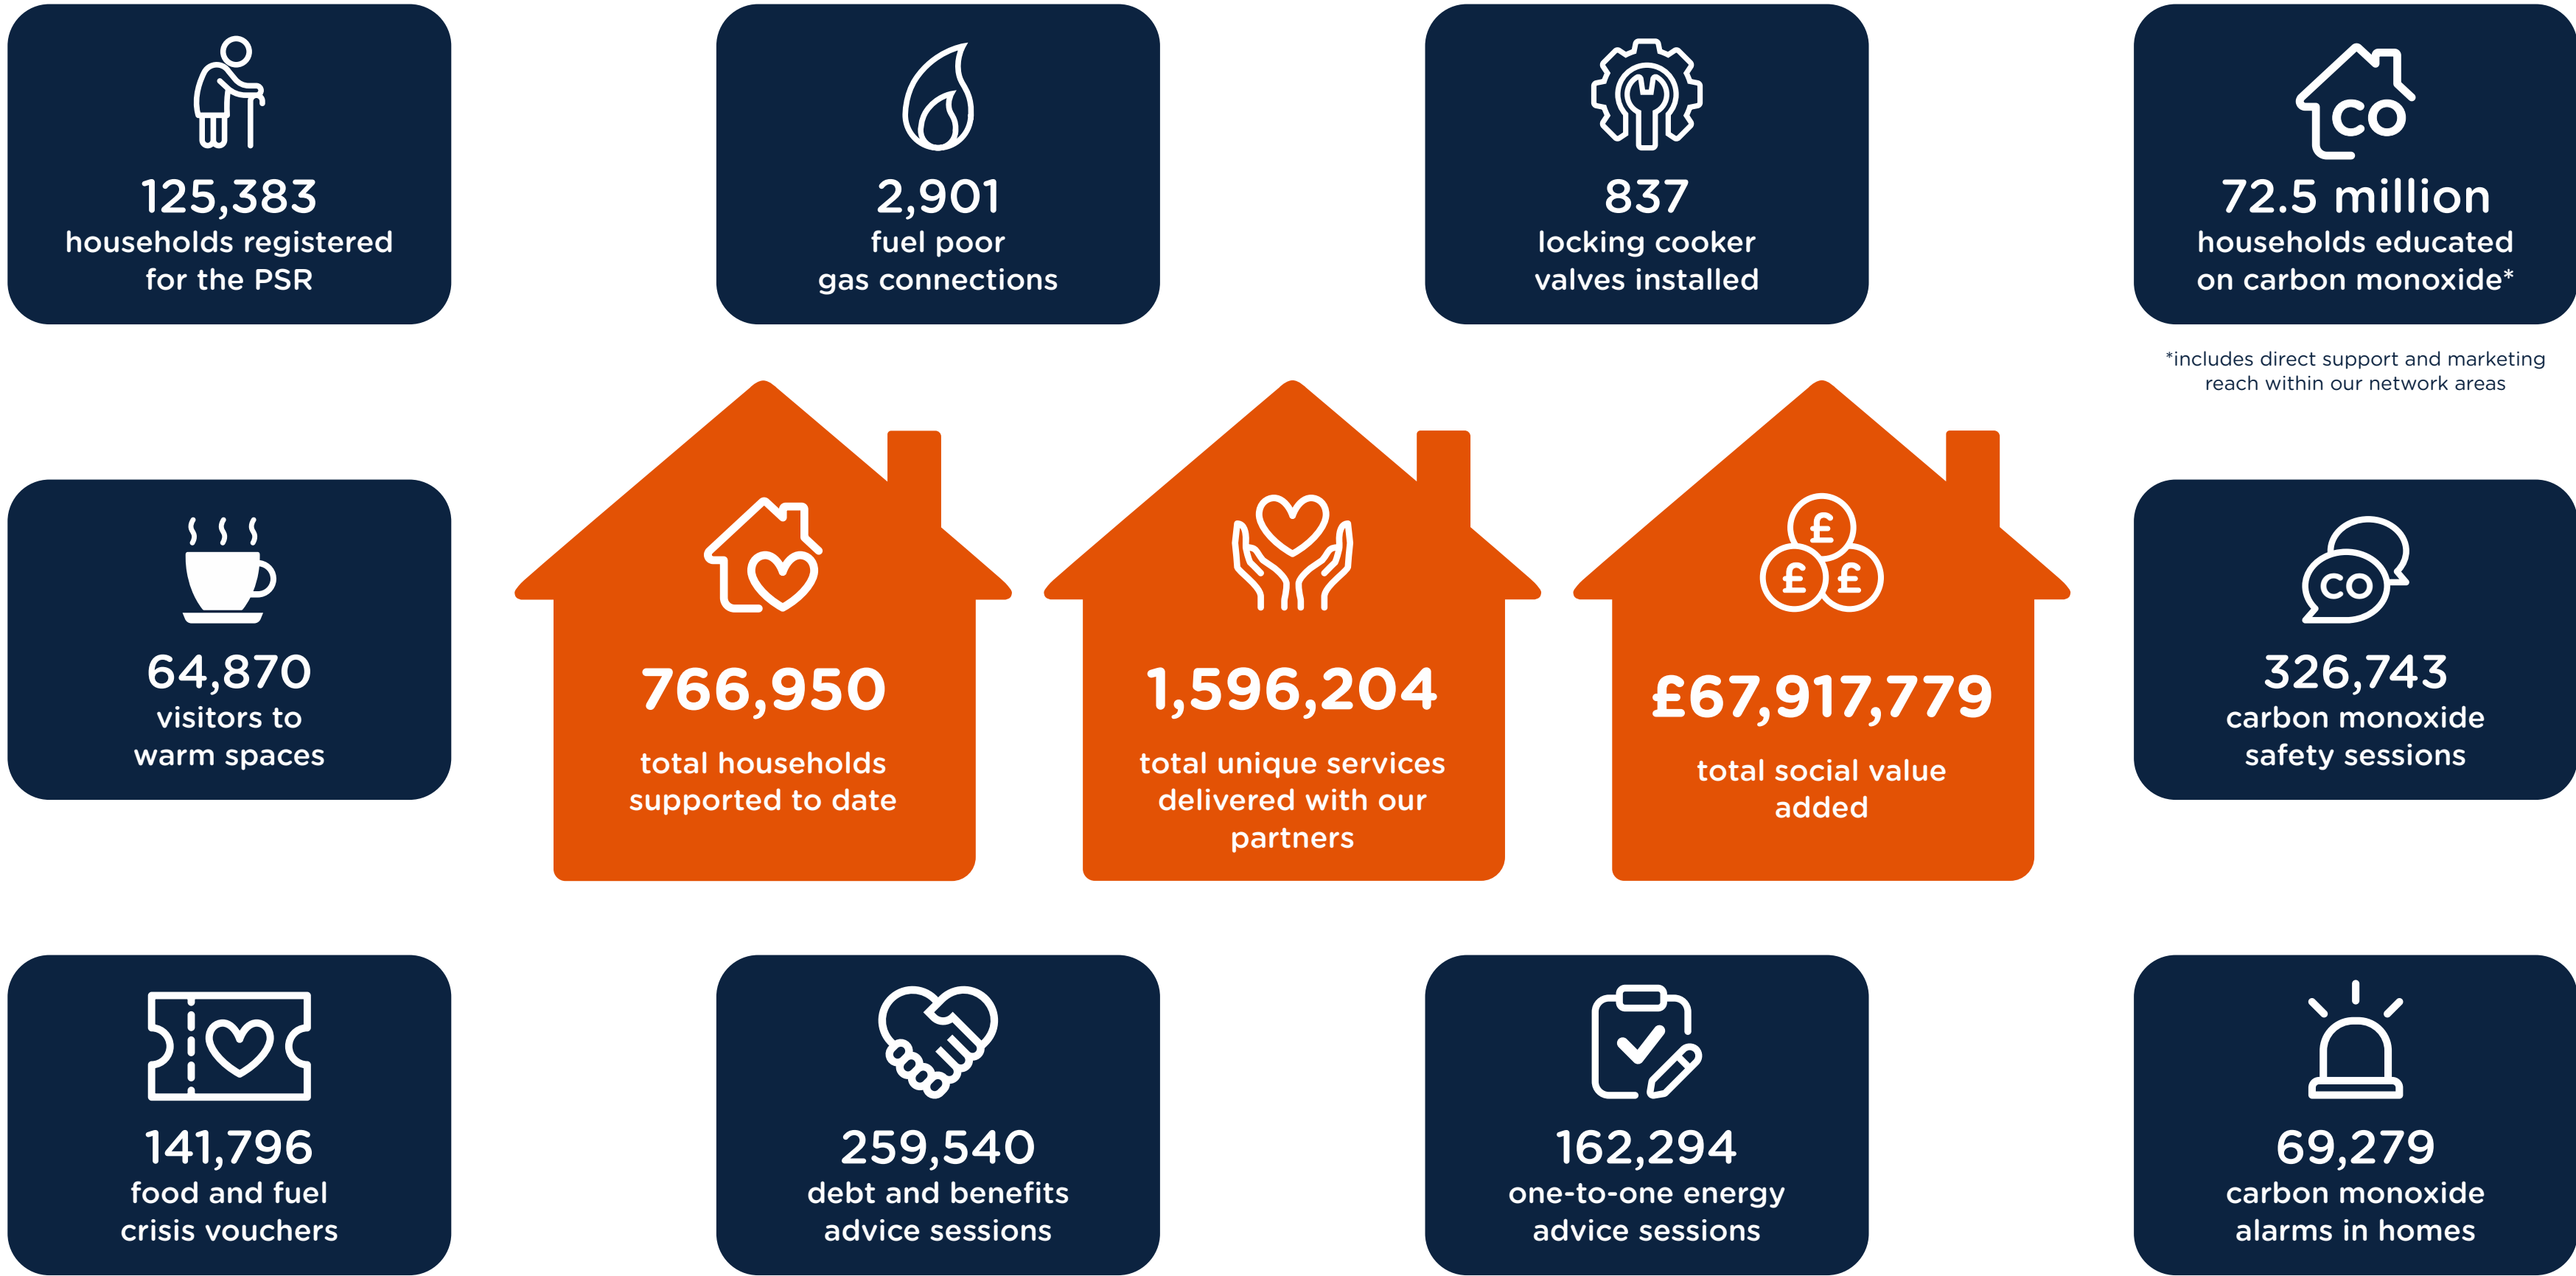 125,383
households registered
for the PSR
2,901
fuel poor
gas connections
837
locking cooker
valves installed
CO
72.5 million
households educated
on carbon monoxide*
*includes direct support and marketing
reach within our network areas
64,870
visitors to
warm spaces
766,950
total households
supported to date
1,596,204
total unique services
delivered with our
partners
£
£ £
£67,917,779
total social value
added
CO
326,743
carbon monoxide
safety sessions
141,796
food and fuel
crisis vouchers
259,540
debt and benefits
advice sessions
162,294
one-to-one energy
advice sessions
69,279
carbon monoxide
alarms in homes